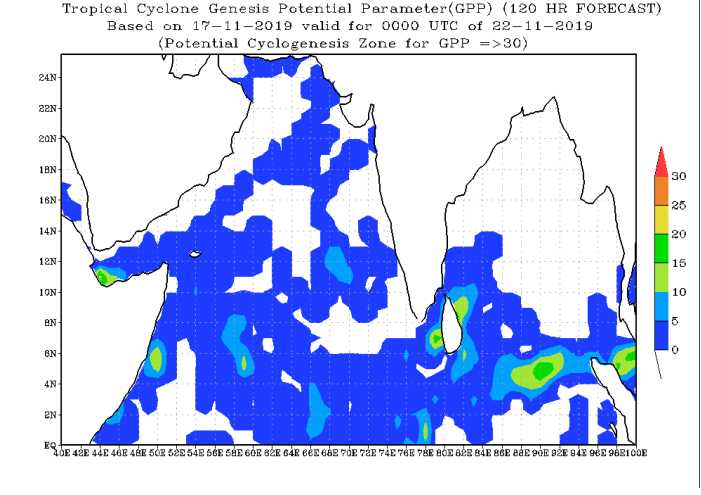 Tropical Cyclone Genesis Potential Parameter(GPP) (120 HR FORECAST)
Based on 17-11-2019 valid for 0000 UTC of 22-11-2019
(Potential Cyclogenesis Zone for GPP =>30)
24N
22N
20N
18N
16N
14N
12N
10N
8N
6N
4N
2N
EQ
40E 42E 44E 46E 48E 50E 52E 54E 56E 58E 60E 62E 64E 66E 68E 70E 72E 74E 76E 78E 80E 82E 84E 86E 88E 90E 92E 94E 96E 98E 100E
30
25
20
15
10
5
0